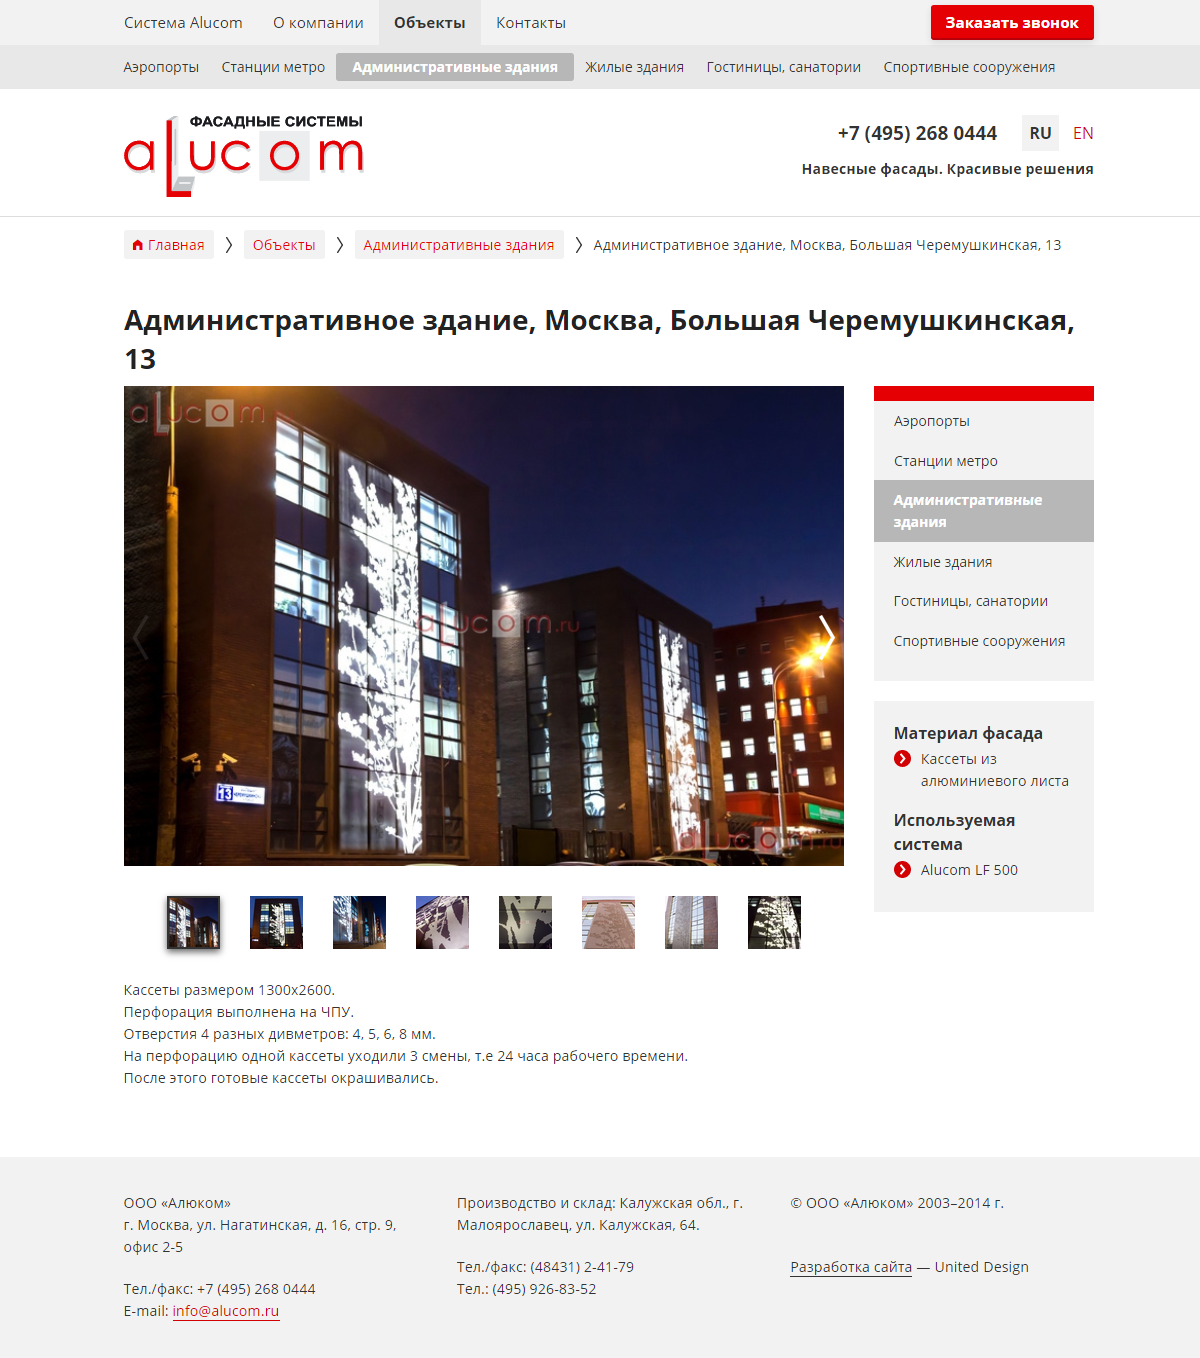 Система Alucom О компании Объекты Контакты Заказать звонок
Аэропорты Станции метро Административные здания Жилые здания Гостиницы, санатории Спортивные сооружения
ФАСАДНЫЕ СИСТЕМЫ
aLucom
+7 (495) 268 0444 RU EN
Навесные фасады. Красивые решения
Главная Объекты Административные здания Административное здание, Москва, Большая Черемушкинская, 13
Административное здание, Москва, Большая Черемушкинская,
13
aLucom
aLucom.ru
13
Аэропорты
Станции метро
Административные
здания
Жилые здания
Гостиницы, санатории
Спортивные сооружения
Материал фасада
Кассеты из
алюминиевого листа
Используемая
система
Alucom LF 500
Кассеты размером 1300х2600.
Перфорация выполнена на ЧПУ.
Отверстия 4 разных дивметров: 4, 5, 6, 8 мм.
На перфорацию одной кассеты уходили 3 смены, т.е 24 часа рабочего времени.
После этого готовые кассеты окрашивались.
ООО «Алюком»
г. Москва, ул. Нагатинская, д. 16, стр. 9,
офис 2-5
Тел./факс: +7 (495) 268 0444
E-mail: info@alucom.ru
Производство и склад: Калужская обл., г.
Малоярославец, ул. Калужская, 64.
Тел./факс: (48431) 2-41-79
Тел.: (495) 926-83-52
© ООО «Алюком» 2003–2014 г.
Разработка сайта — United Design